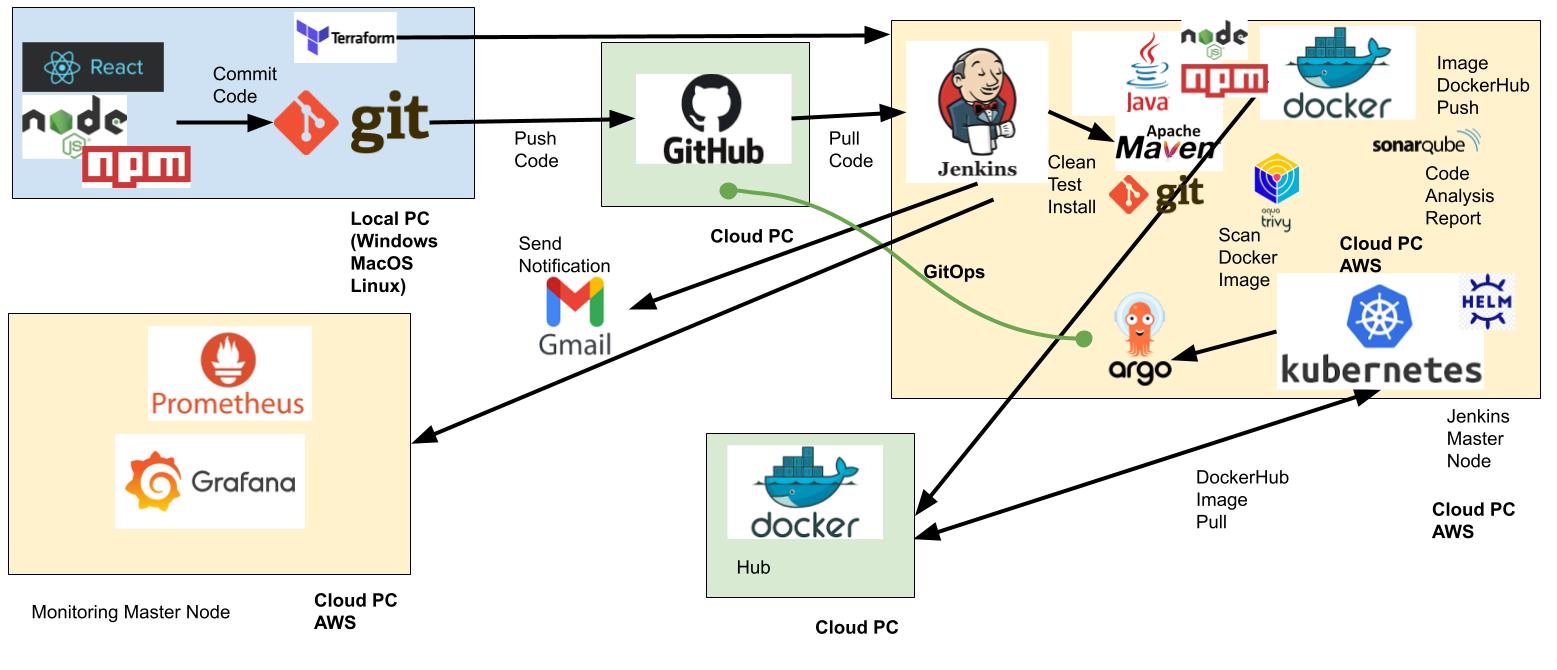 React
node
JS
npm
Commit
Code
Terraform
git
Local PC
(Windows
MacOS
Linux)
Push
Code
GitHub
Cloud PC
Pull
Code
Jenkins
Clean
Test
Install
Java
node
JS
npm
Apache
Maven
git
docker
Image
DockerHub
Push
sonarqube
Code
Analysis
Report
aqua
trivy
Scan
Docker
Image
Cloud PC
AWS
HELM
kubernetes
argo
GitOps
Send
Notification
Gmail
Prometheus
Grafana
Monitoring Master Node
Cloud PC
AWS
docker
Hub
Cloud PC
DockerHub
Image
Pull
Jenkins
Master
Node
Cloud PC
AWS